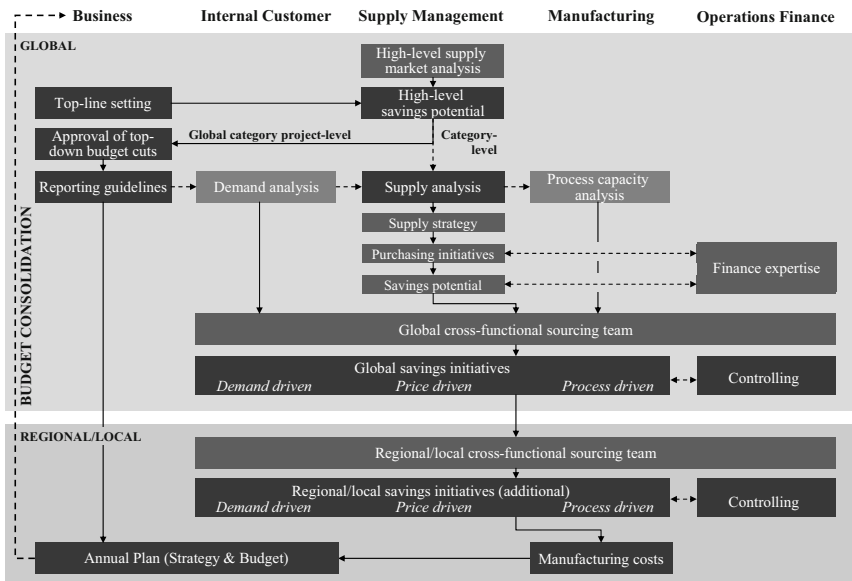 Business
Internal Customer
Supply Management
Manufacturing
Operations Finance
GLOBAL
High-level supply
market analysis
Top-line setting
High-level
savings potential
Approval of top-
down budget cuts
Global category project-level
Category-
level
Reporting guidelines
Demand analysis
Supply analysis
Process capacity
analysis
Supply strategy
Purchasing initiatives
Savings potential
Finance expertise
BUDGET CONSOLIDATION
Global cross-functional sourcing team
Global savings initiatives
Demand driven Price driven Process driven
Controlling
REGIONAL/LOCAL
Regional/local cross-functional sourcing team
Regional/local savings initiatives (additional)
Demand driven Price driven Process driven
Controlling
Annual Plan (Strategy & Budget)
Manufacturing costs